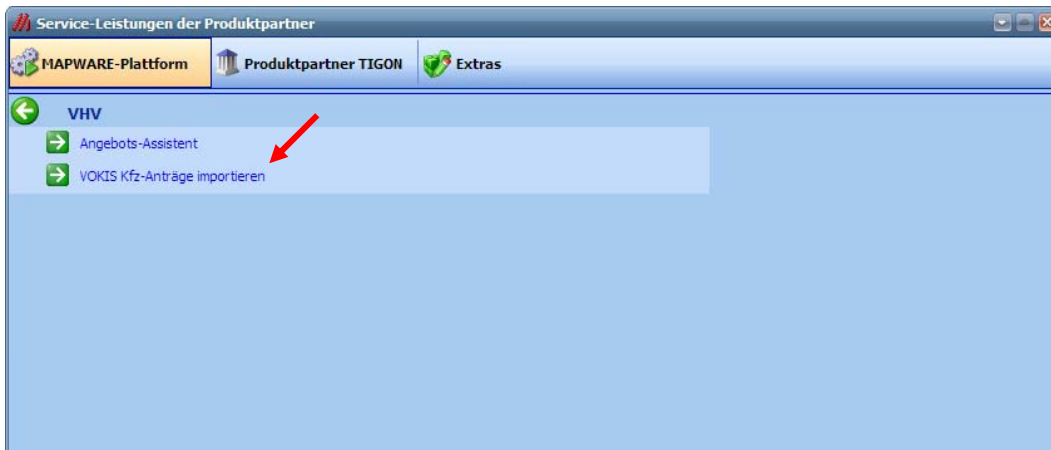 Service-Leistungen der Produktpartner
MAPWARE-Plattform Produktpartner TIGON Extras
VHV
Angebots-Assistent
VOKIS Kfz-Anträge importieren